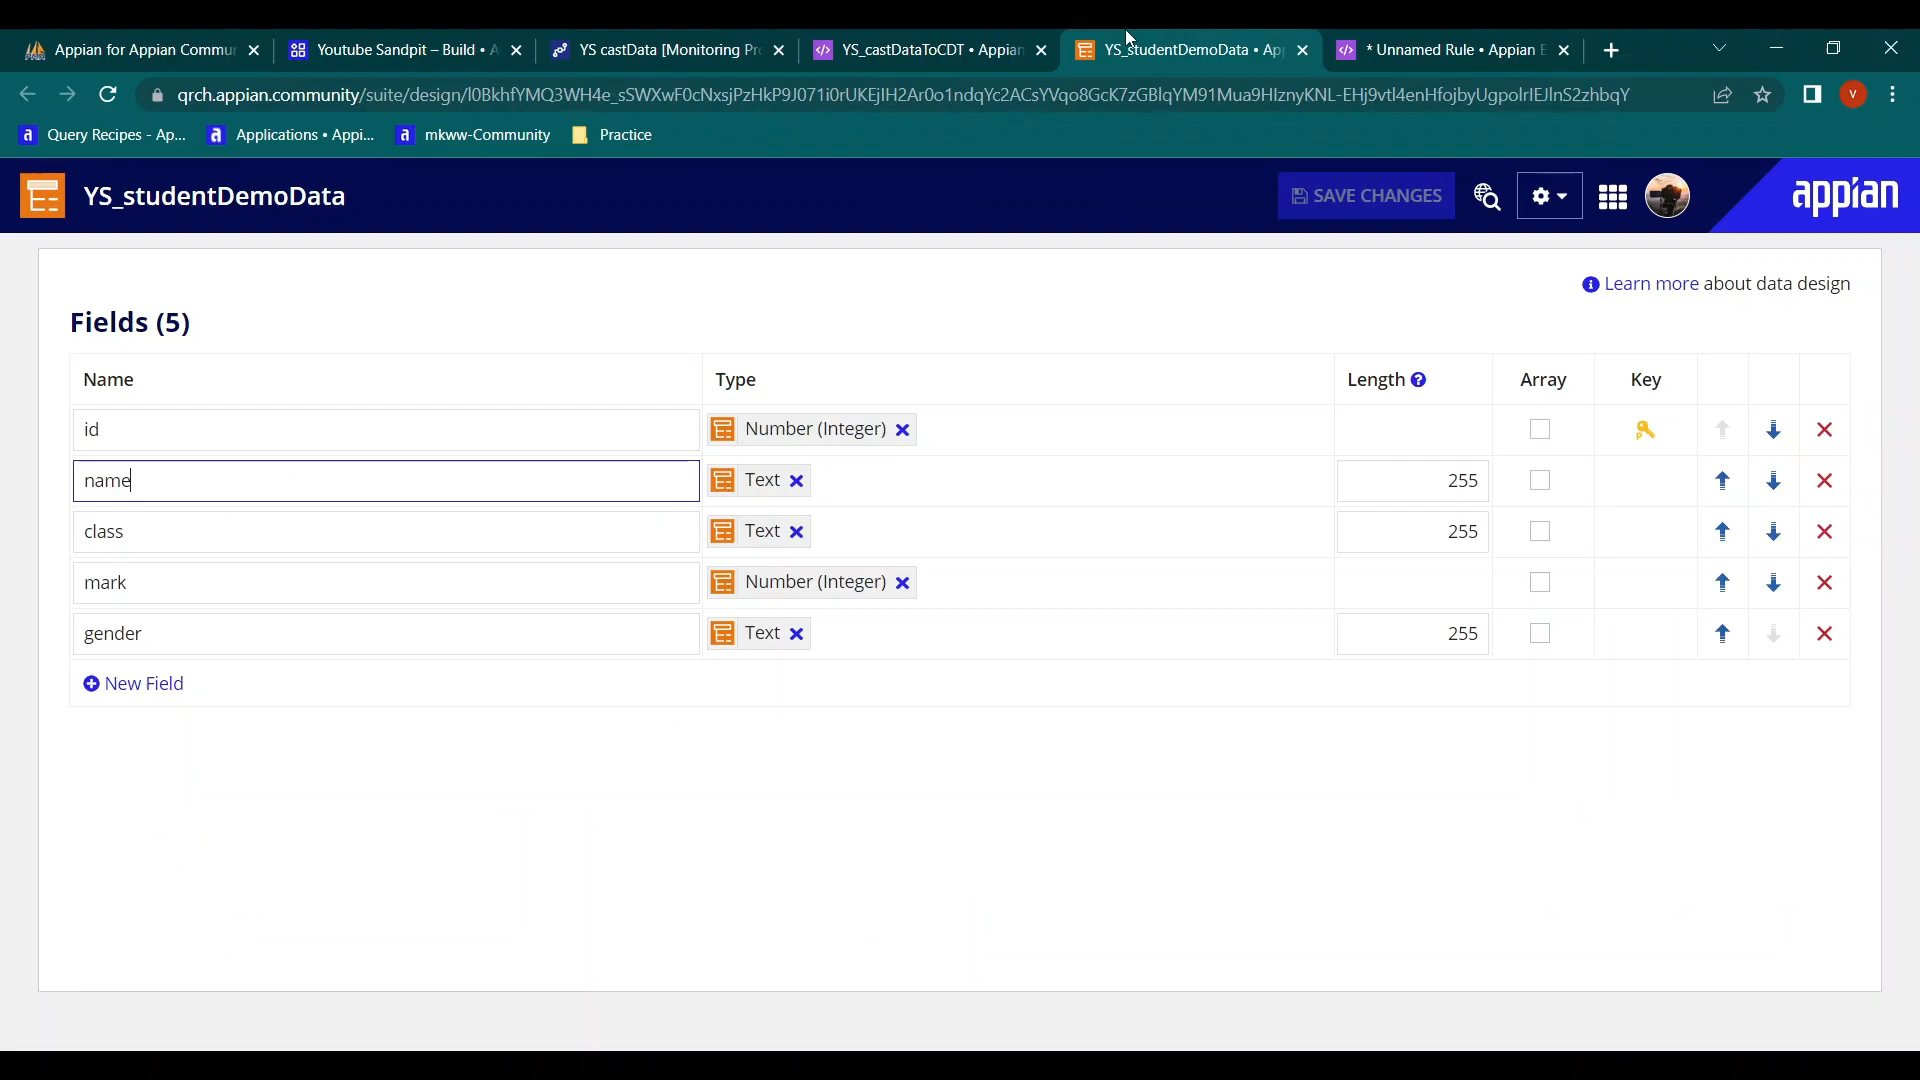 Appian for Appian Commu
Youtube Sandpit – Build • A
YS castData [Monitoring Pr
YS_castDataToCDT • Appian
YS_studentDemoData • App
* Unnamed Rule • Appian E
qrch.appian.community/suite/design/
Query Recipes - Ap...
Applications • Appi...
mkww-Community
Practice
V
YS_studentDemoData
SAVE CHANGES
appian
Learn more about data design
Fields (5)
Name Type Length Array Key
id Number (Integer)
name Text 255
class Text 255
mark Number (Integer)
gender Text 255
New Field